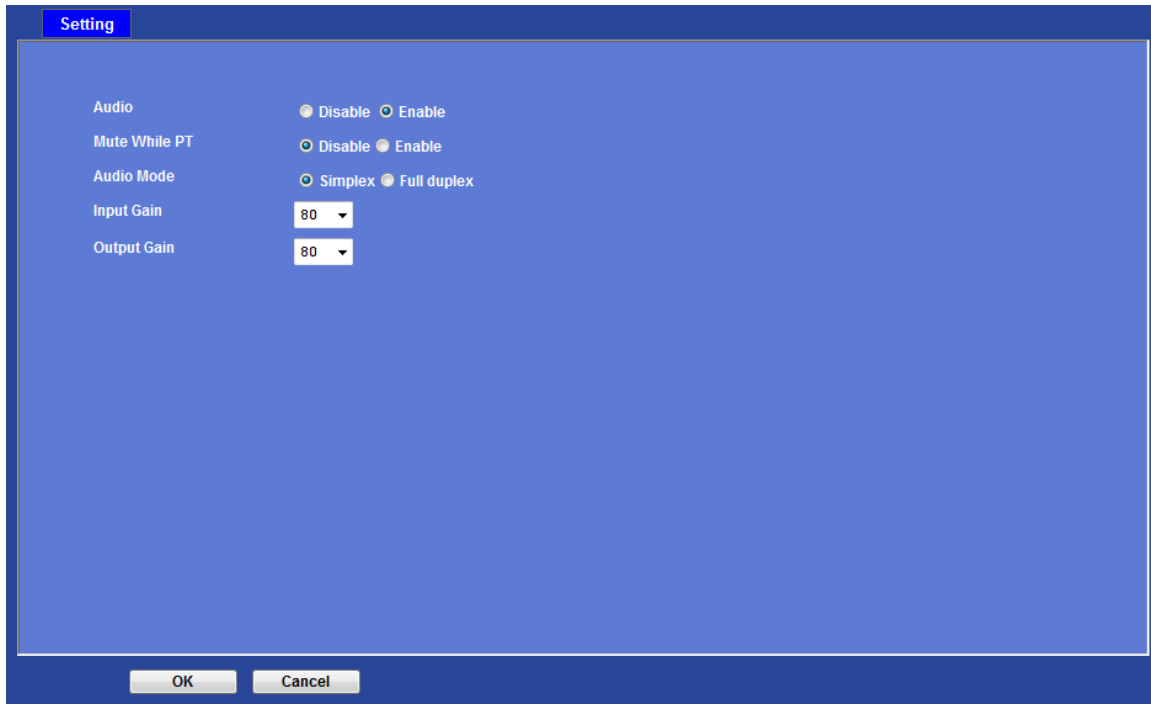 Setting
Audio Disable Enable
Mute While PT Disable Enable
Audio Mode Simplex Full duplex
Input Gain 80
Output Gain 80
OK Cancel